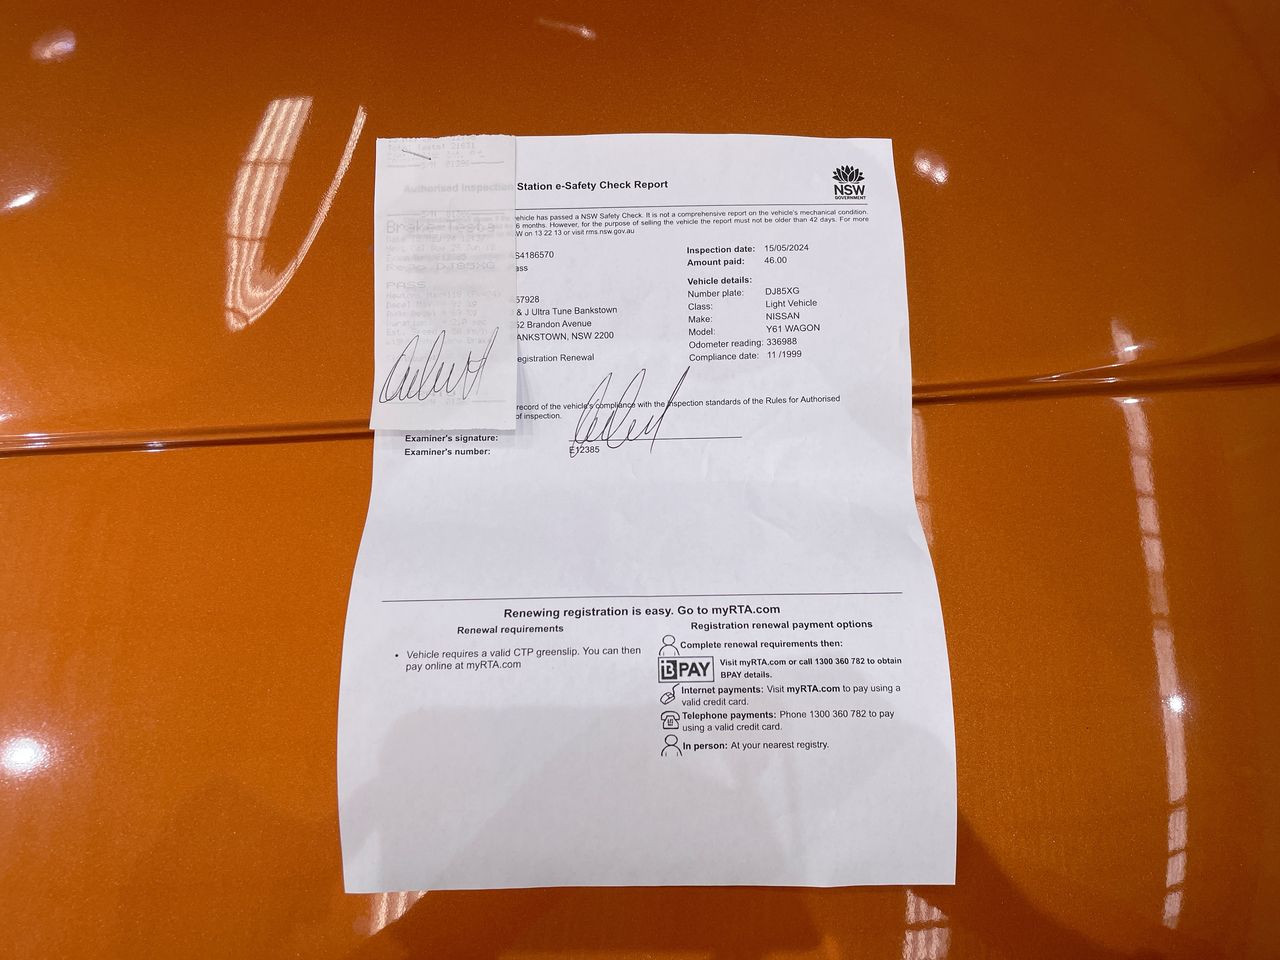 Total Tests: 21631
Authorised Inspection Station e-Safety Check Report
NSW
GOVERNMENT
vehicle has passed a NSW Safety Check. It is not a comprehensive report on the vehicle's mechanical condition.
6 months. However, for the purpose of selling the vehicle the report must not be older than 42 days. For more
W on 13 22 13 or visit rms.nsw.gov.au
Brake Tests
S4186570
ass
DJ85XG
PASS
57928
& J Ultra Tune Bankstown
52 Brandon Avenue
ANKSTOWN, NSW 2200
egistration Renewal
Inspection date: 15/05/2024
Amount paid: 46.00
Vehicle details:
Number plate: DJ85XG
Class: Light Vehicle
Make: NISSAN
Model: Y61 WAGON
Odometer reading: 336988
Compliance date: 11 /1999
record of the vehicle's compliance with the inspection standards of the Rules for Authorised
of inspection.
Examiner's signature:
Examiner's number: E12385
Renewing registration is easy. Go to myRTA.com
Renewal requirements
• Vehicle requires a valid CTP greenslip. You can then
pay online at myRTA.com
Registration renewal payment options
Complete renewal requirements then:
BPAY
Visit myRTA.com or call 1300 360 782 to obtain
BPAY details.
Internet payments: Visit myRTA.com to pay using a
valid credit card.
Telephone payments: Phone 1300 360 782 to pay
using a valid credit card.
In person: At your nearest registry.